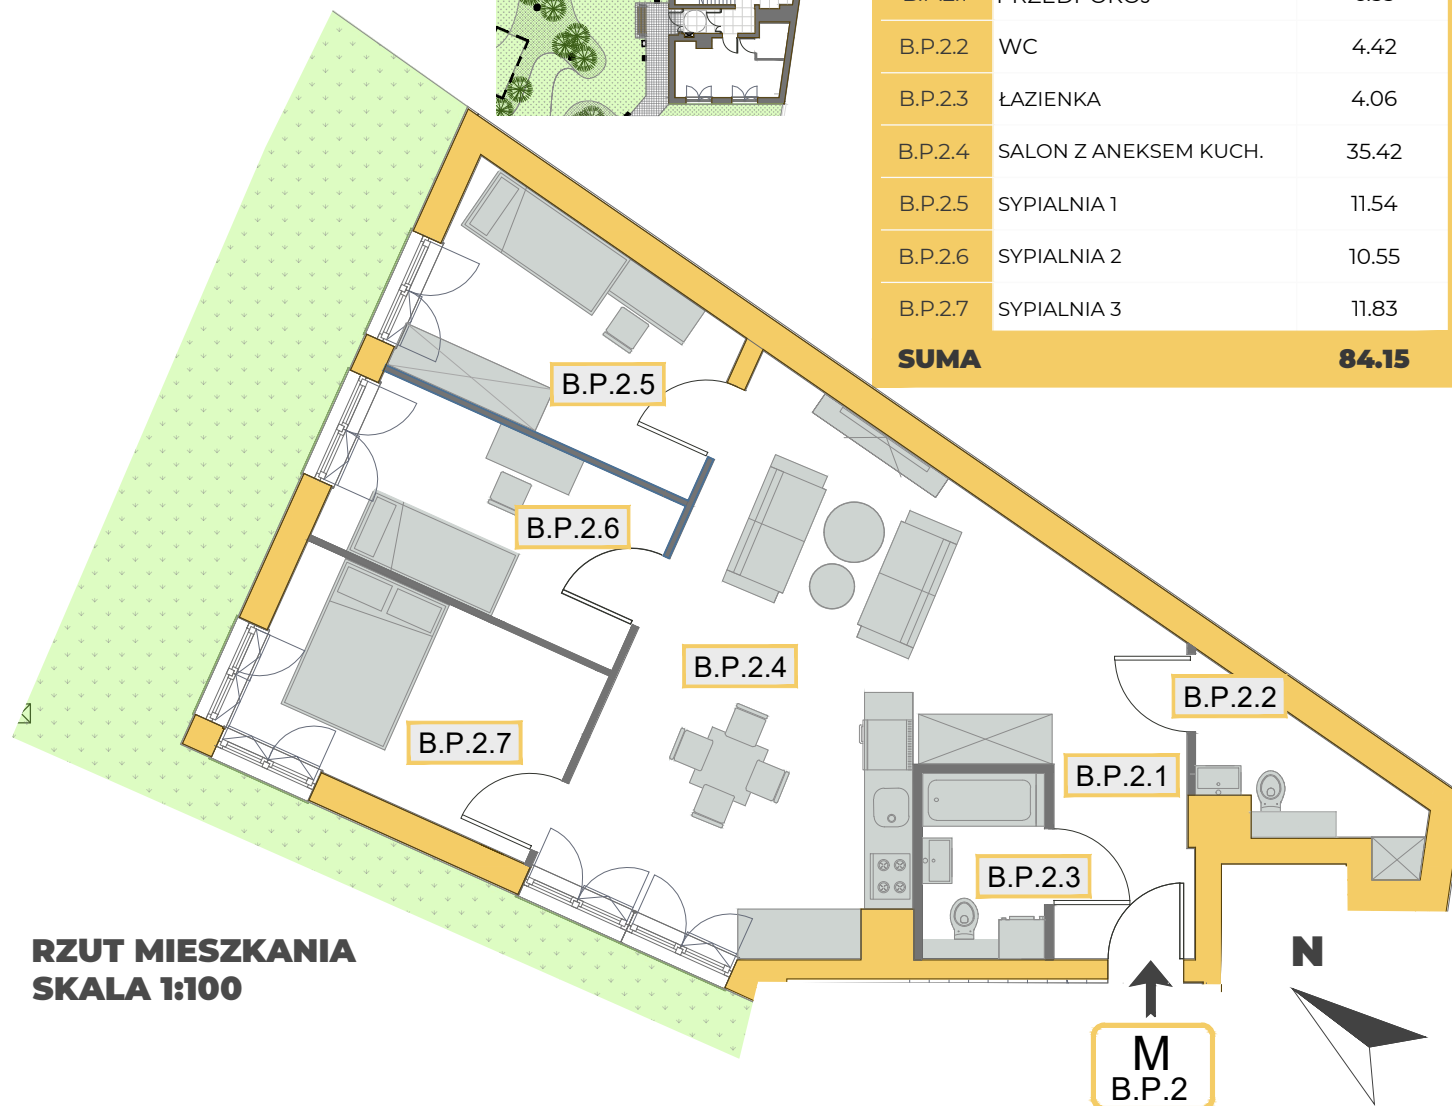 B.P.2.2 WC 4.42
B.P.2.3 ŁAZIENKA 4.06
B.P.2.4 SALON Z ANEKSEM KUCH. 35.42
B.P.2.5 SYPIALNIA 1 11.54
B.P.2.6 SYPIALNIA 2 10.55
B.P.2.7 SYPIALNIA 3 11.83
SUMA 84.15
B.P.2.5
B.P.2.6
B.P.2.4
B.P.2.2
B.P.2.7
B.P.2.1
B.P.2.3
RZUT MIESZKANIA
SKALA 1:100
N
M
B.P.2